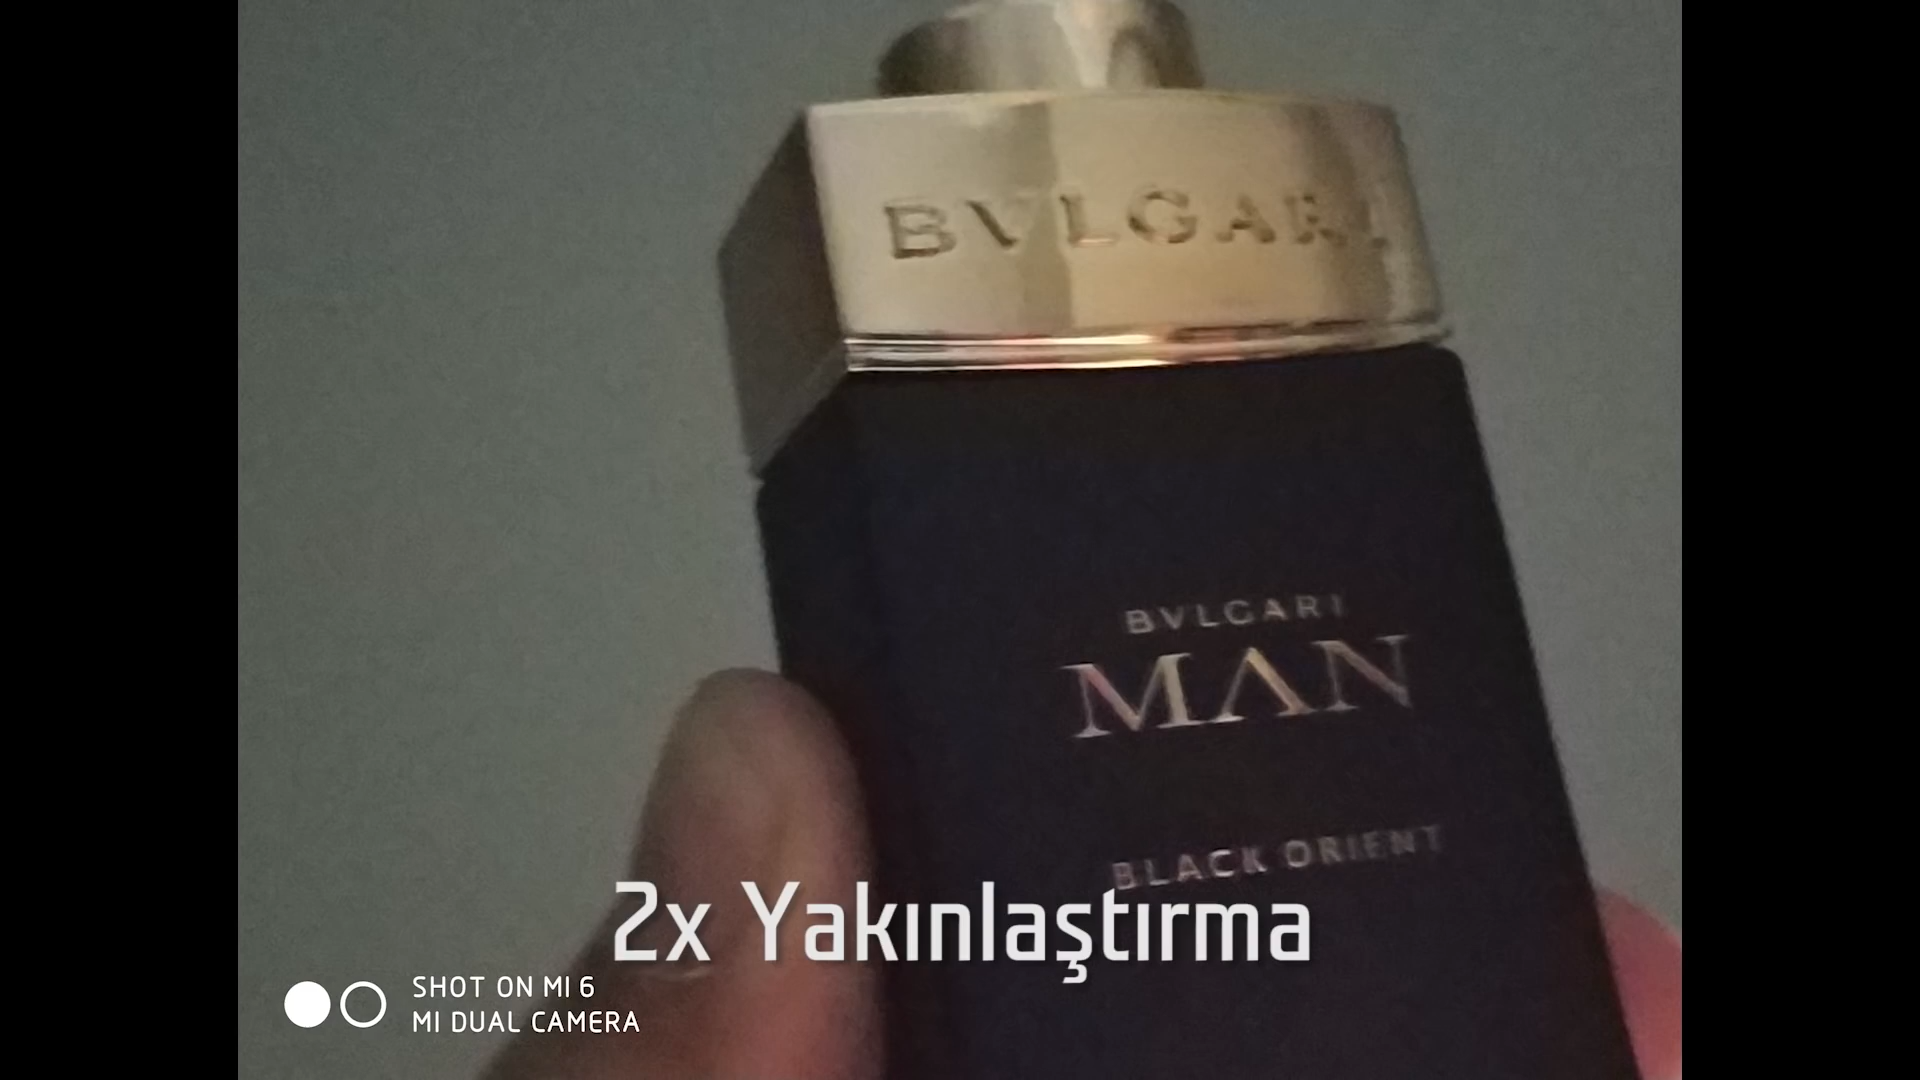 BVLGARI
BVLGARI
MAN
BLACK ORIENT
2x Yakınlaştırma
SHOT ON MI 6
MI DUAL CAMERA